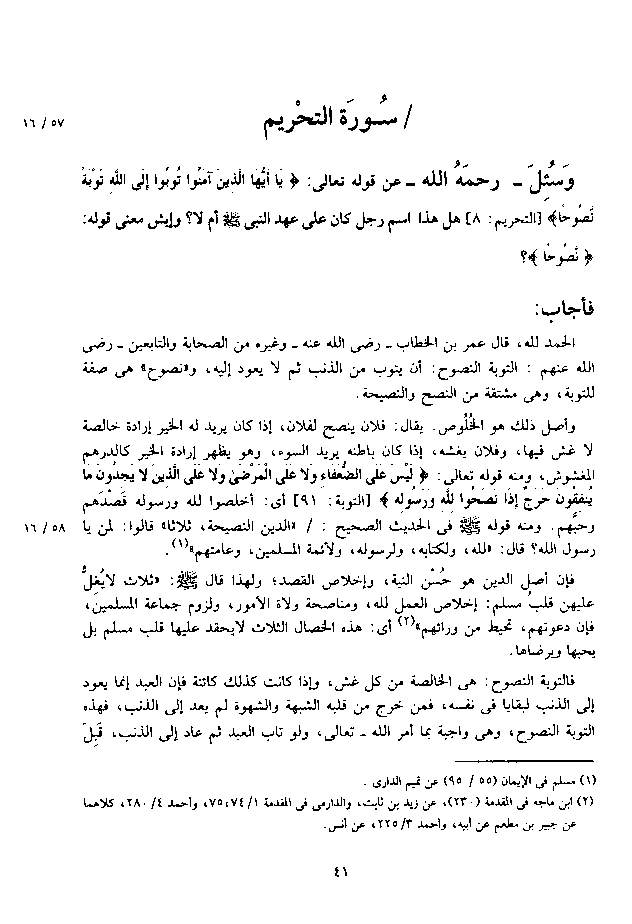 / سُورَة التحْريم
١٦ / ٥٧
وَسُئِلَ ـ رحمَهُ الله ـ عن قوله تعالى: ﴿ يَا أَيُّهَا الَّذِينَ آمَنُوا تُوبُوا إِلَى اللَّهِ تَوْبَةً
نَّصُوحًا﴾ [التحريم: ٨] هل هذا اسم رجل كان على عهد النبى ﷺ أم لا؟ وإيش معنى قوله:
﴿ نَّصُوحًا ﴾؟
فأجاب:
الحمد لله، قال عمر بن الخطاب ـ رضى الله عنه ـ وغيره من الصحابة والتابعين ـ رضى
الله عنهم : التوبة النصوح: أن يتوب من الذنب ثم لا يعود إليه، و«نصوح» هى صفة
للتوبة، وهى مشتقة من النصح والنصيحة.
وأصل ذلك هو الخُلُوص. يقال: فلان ينصح لفلان، إذا كان يريد له الخير إرادة خالصة
لا غش فيها، وفلان يغشه، إذا كان باطنه يريد السوء، وهو يظهر إرادة الخير كالدرهم
المغشوش، ومنه قوله تعالى: ﴿ لَيْسَ عَلَى الضُّعَفَاءِ وَلا عَلَى الْمَرْضَىٰ وَلا عَلَى الَّذِينَ لا يَجِدُونَ مَا
يُنفِقُونَ حَرَجٌ إِذَا نَصَحُوا لِلَّهِ وَرَسُولِهِ ﴾ [التوبة: ٩١] أى: أخلصوا لله ورسوله قَصْدَهم
وحبَّهم. ومنه قوله ﷺ فى الحديث الصحيح : / «الدين النصيحة، ثلاثا» قالوا: لمن يا
١٦ / ٥٨
رسول الله؟ قال: «لله، ولكتابه، ولرسوله، ولأئمة المسلمين، وعامتهم»(١).
فإن أصل الدين هو حُسْن النية، وإخلاص القصد؛ ولهذا قال ﷺ: «ثلاث لايُغِلُّ
عليهن قلبُ مسلم: إخلاص العمل لله، ومناصحة ولاة الأمور، ولزوم جماعة المسلمين،
فإن دعوتهم، تحيط من ورائهم»(٢) أى: هذه الخصال الثلاث لايحقد عليها قلب مسلم بل
يحبها ويرضاها.
فالتوبة النصوح: هى الخالصة من كل غش، وإذا كانت كذلك كائنة فإن العبد إنما يعود
إلى الذنب لبقايا فى نفسه، فمن خرج من قلبه الشبهة والشهوة لم يعد إلى الذنب، فهذه
التوبة النصوح، وهى واجبة بما أمر الله ـ تعالى، ولو تاب العبد ثم عاد إلى الذنب، قَبِلَ
(١) مسلم فى الإيمان (٥٥ / ٩٥) عن تميم الدارى .
(٢) ابن ماجه فى المقدمة (٢٣٠)، عن زيد بن ثابت، والدارمى فى المقدمة ١/ ٧٤، ٧٥، وأحمد ٤/ ٢٨٠، كلاهما
عن جبير بن مطعم عن أبيه، وأحمد ٣/ ٢٢٥، عن أنس.
٤١